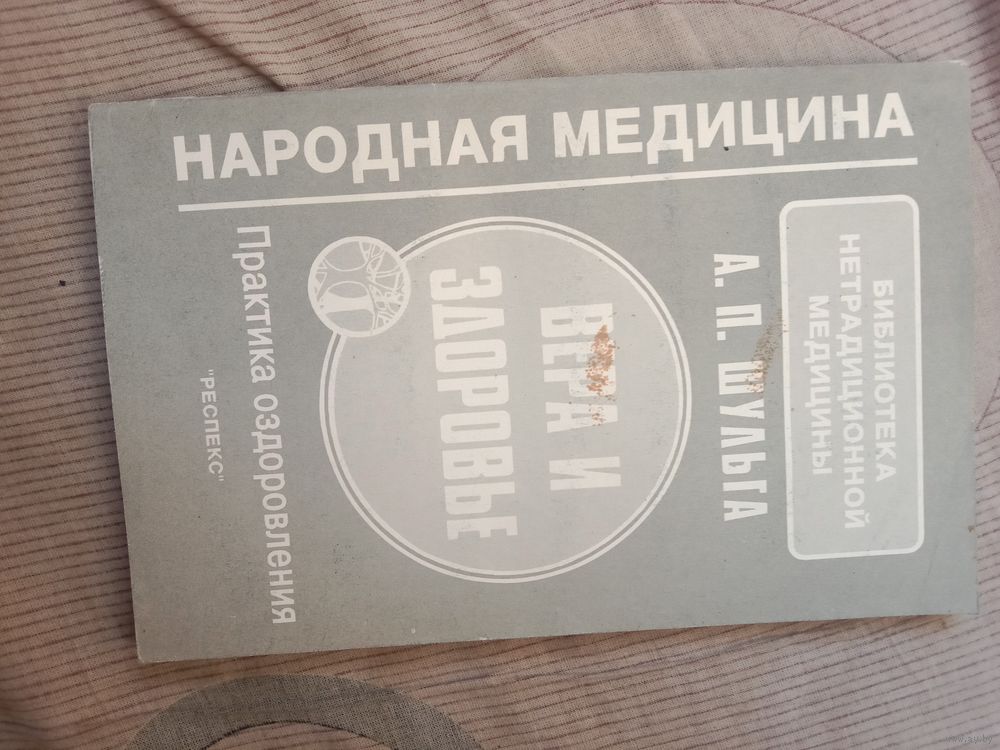 НАРОДНАЯ МЕДИЦИНА
БИБЛИОТЕКА
НЕТРАДИЦИОННОЙ
МЕДИЦИНЫ
А. П. ШУЛЬГА
ВЕРА И
ЗДОРОВЬЕ
Практика оздоровления
"РЕСПЕКС"